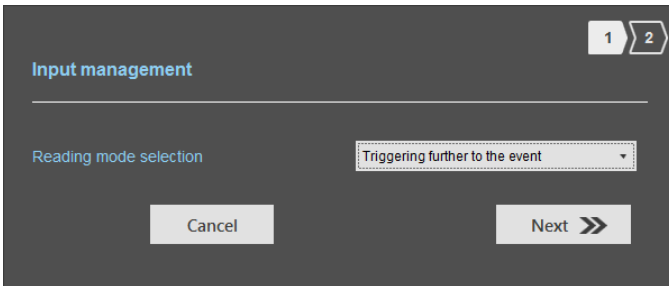 1 2
Input management
Reading mode selection Triggering further to the event
Cancel Next